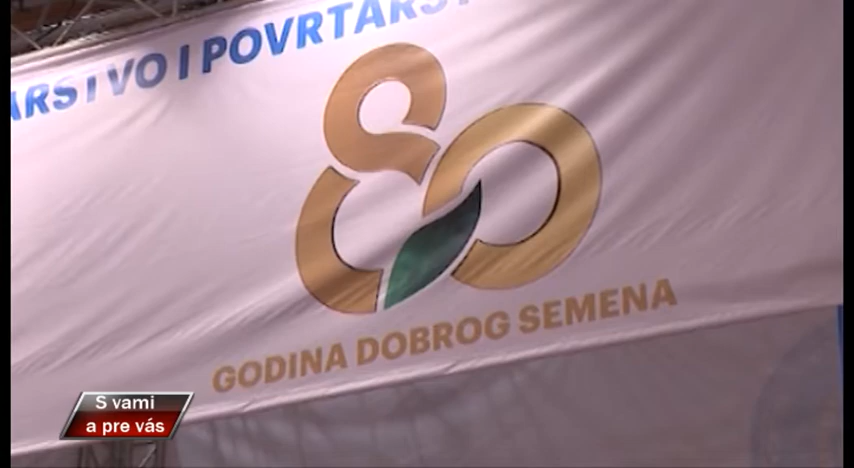 ARSTVO I POVRTARST
80
GODINA DOBROG SEMENA
S vami
a pre vás